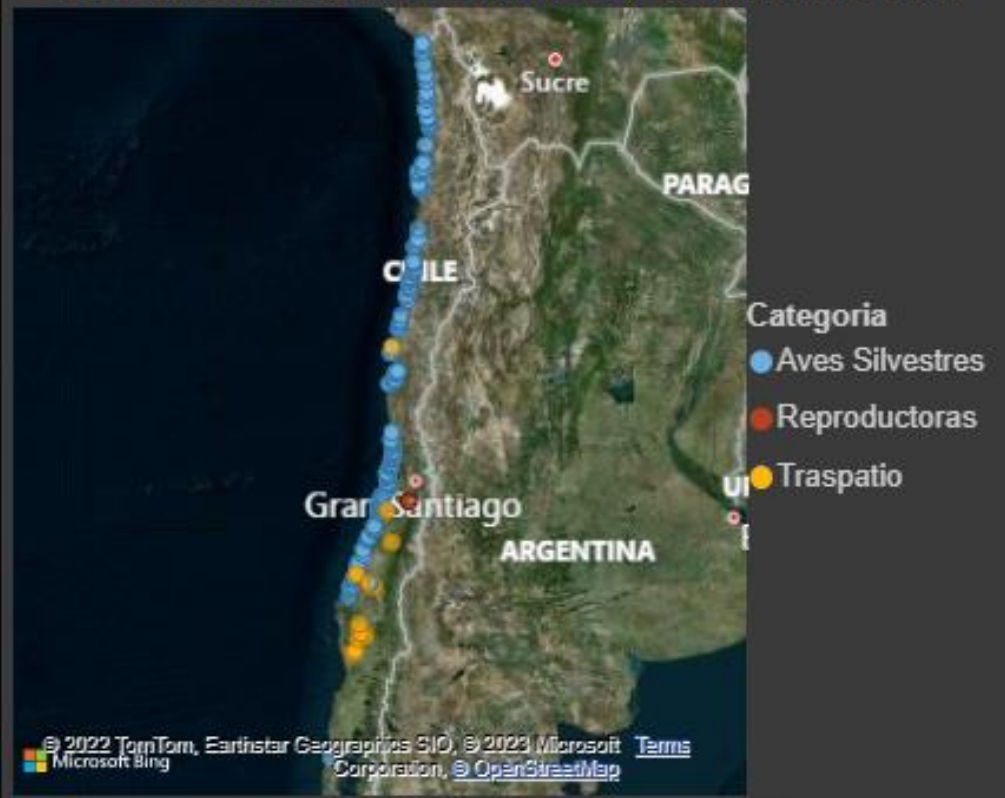 Sucre
PARAG
CHILE
Categoria
Aves Silvestres
Reproductoras
Traspatio
Gran Santiago
ARGENTINA
© 2022 TomTom, Earthstar Geographics SIO, © 2023 Microsoft Terms
Microsoft Bing
Corporation, © OpenStreetMap